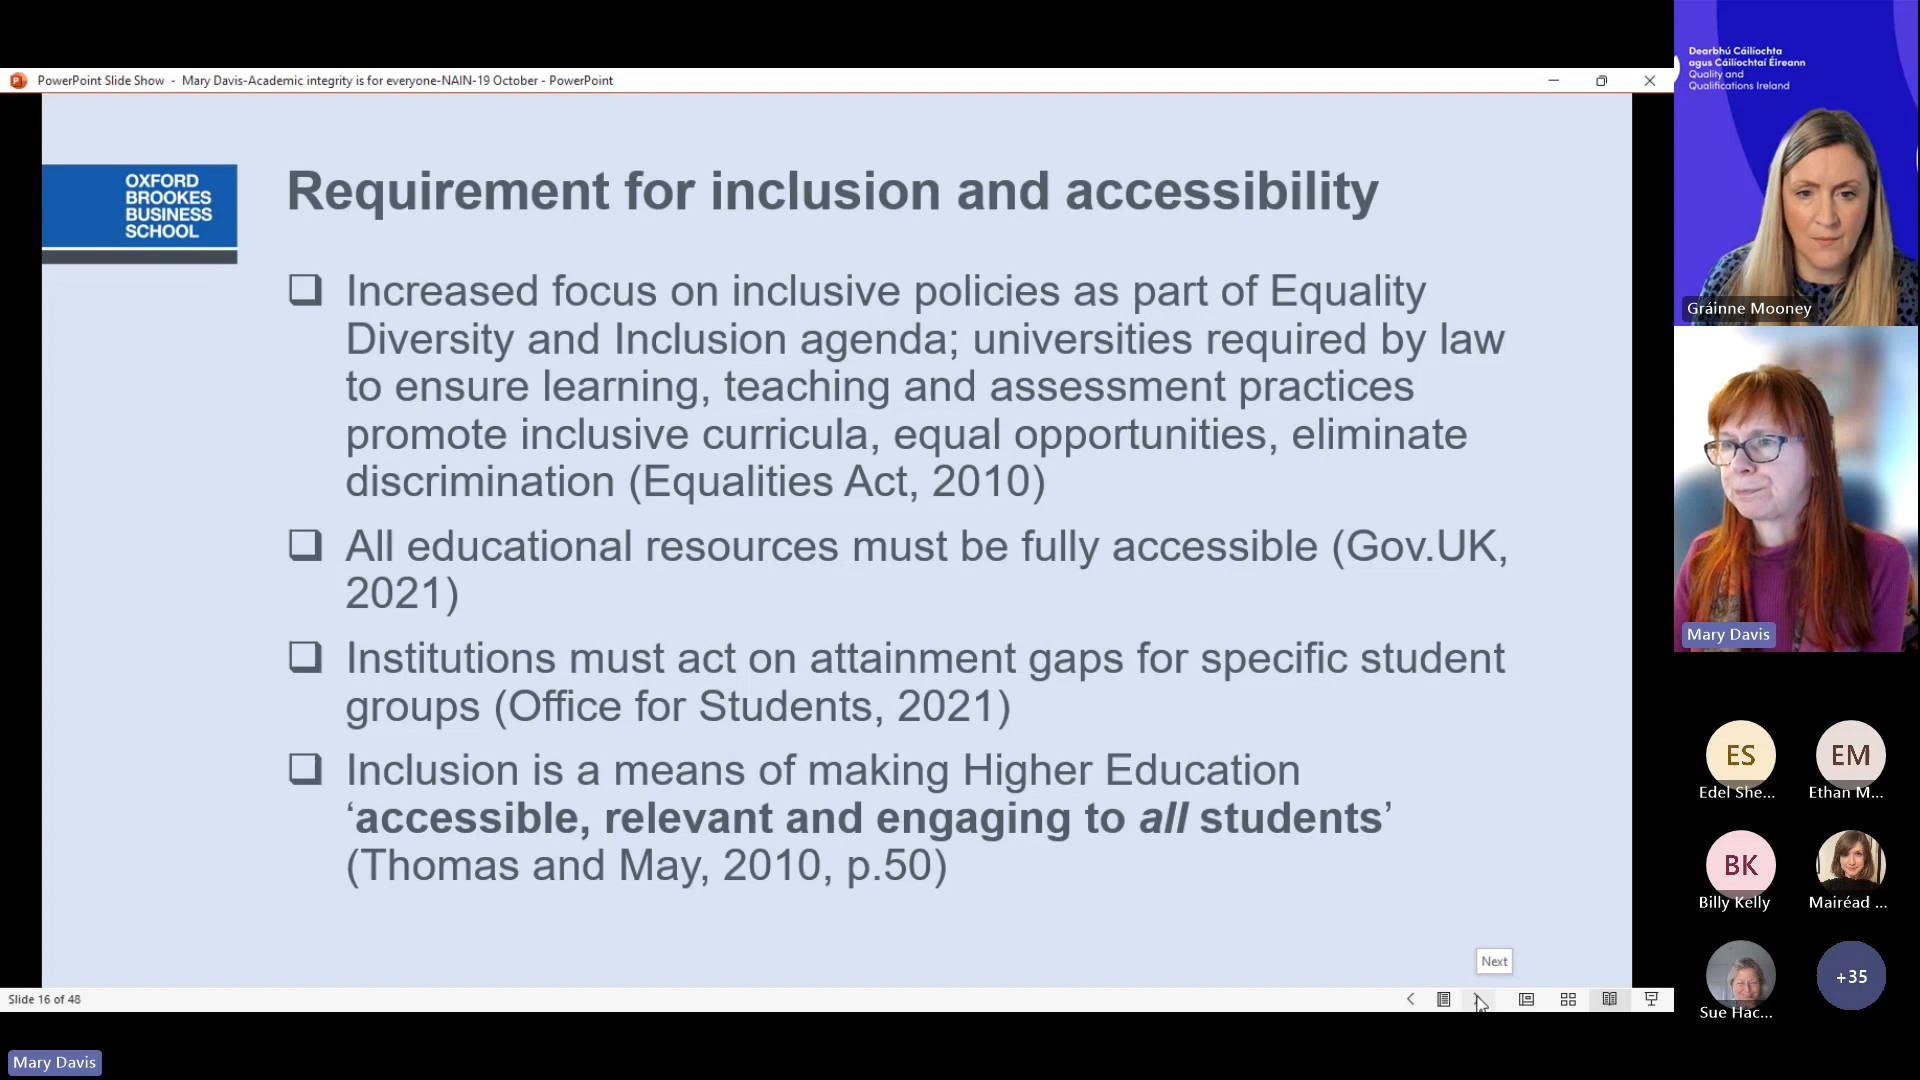 PowerPoint Slide Show - Mary Davis-Academic integrity is for everyone-NAIN-19 October - PowerPoint
OXFORD
BROOKES
BUSINESS
SCHOOL
Requirement for inclusion and accessibility
Increased focus on inclusive policies as part of Equality
Diversity and Inclusion agenda; universities required by law
to ensure learning, teaching and assessment practices
promote inclusive curricula, equal opportunities, eliminate
discrimination (Equalities Act, 2010)
All educational resources must be fully accessible (Gov.UK,
2021)
Institutions must act on attainment gaps for specific student
groups (Office for Students, 2021)
Inclusion is a means of making Higher Education
‘accessible, relevant and engaging to all students’
(Thomas and May, 2010, p.50)
Next
Slide 16 of 48
Mary Davis
Dearbhú Cáilíochta
agus Cáilíochtaí Éireann
Quality and
Qualifications Ireland
Gráinne Mooney
Mary Davis
ES
EM
Edel She...
Ethan M...
BK
Billy Kelly
Mairéad ...
+35
Sue Hac...